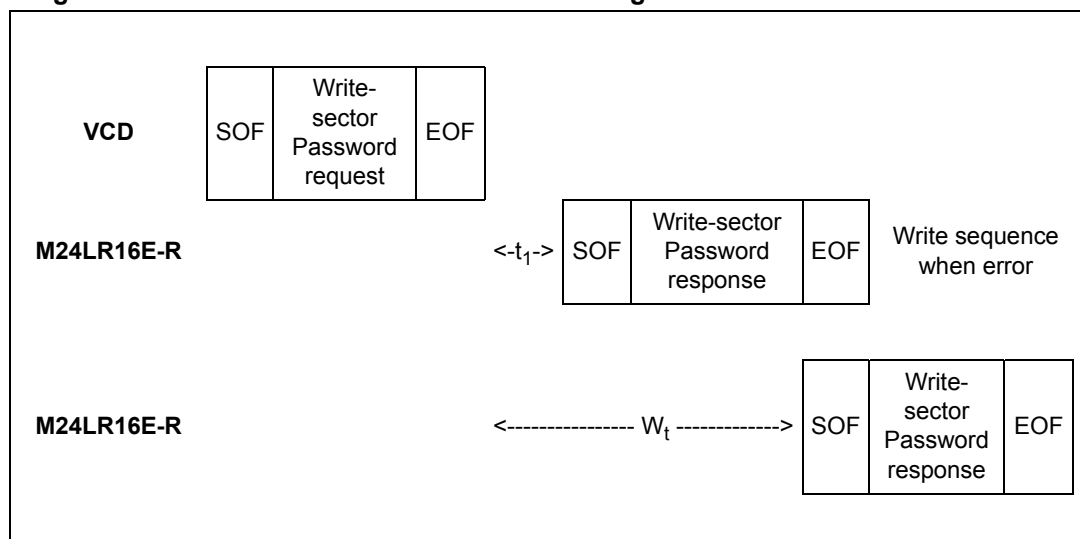 VCD
SOF
Write-
sector
Password
request
EOF
M24LR16E-R
<-t₁->
SOF
Write-sector
Password
response
EOF
Write sequence
when error
M24LR16E-R
<---------------- Wₜ ------------->
SOF
Write-
sector
Password
response
EOF